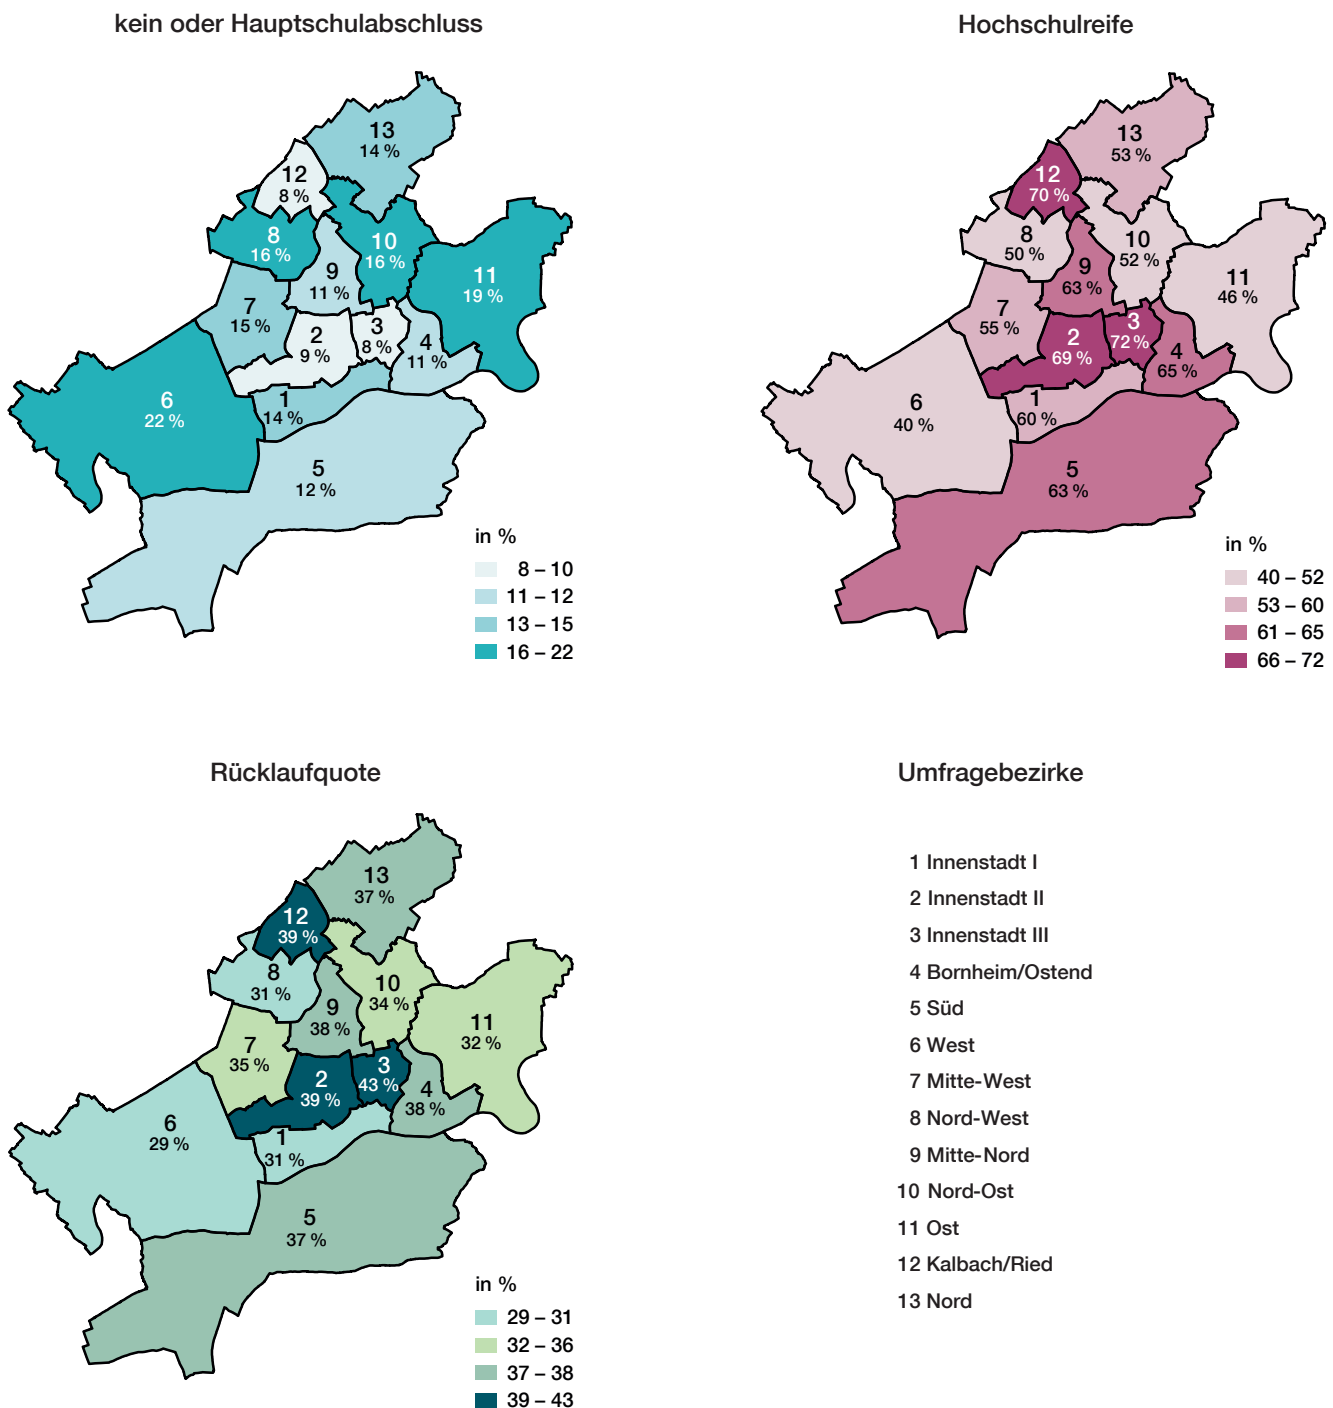 kein oder Hauptschulabschluss
13
14 %
12
8 %
8
16 %
10
16 %
9
11 %
11
19 %
7
15 %
2
9 %
3
8 %
4
11 %
6
22 %
1
14 %
5
12 %
in %
8 – 10
11 – 12
13 – 15
16 – 22
Hochschulreife
13
53 %
12
70 %
8
50 %
10
52 %
9
63 %
11
46 %
7
55 %
2
69 %
3
72 %
4
65 %
6
40 %
1
60 %
5
63 %
in %
40 – 52
53 – 60
61 – 65
66 – 72
Rücklaufquote
13
37 %
12
39 %
8
31 %
10
34 %
9
38 %
11
32 %
7
35 %
2
39 %
3
43 %
4
38 %
6
29 %
1
31 %
5
37 %
in %
29 – 31
32 – 36
37 – 38
39 – 43
Umfragebezirke
1 Innenstadt I
2 Innenstadt II
3 Innenstadt III
4 Bornheim/Ostend
5 Süd
6 West
7 Mitte-West
8 Nord-West
9 Mitte-Nord
10 Nord-Ost
11 Ost
12 Kalbach/Ried
13 Nord